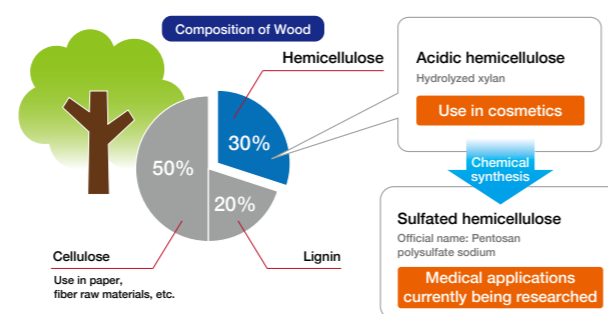 Composition of Wood
Hemicellulose
30%
50%
20%
Cellulose
Use in paper,
fiber raw materials, etc.
Lignin
Acidic hemicellulose
Hydrolyzed xylan
Use in cosmetics
Chemical
synthesis
Sulfated hemicellulose
Official name: Pentosan
polysulfate sodium
Medical applications
currently being researched